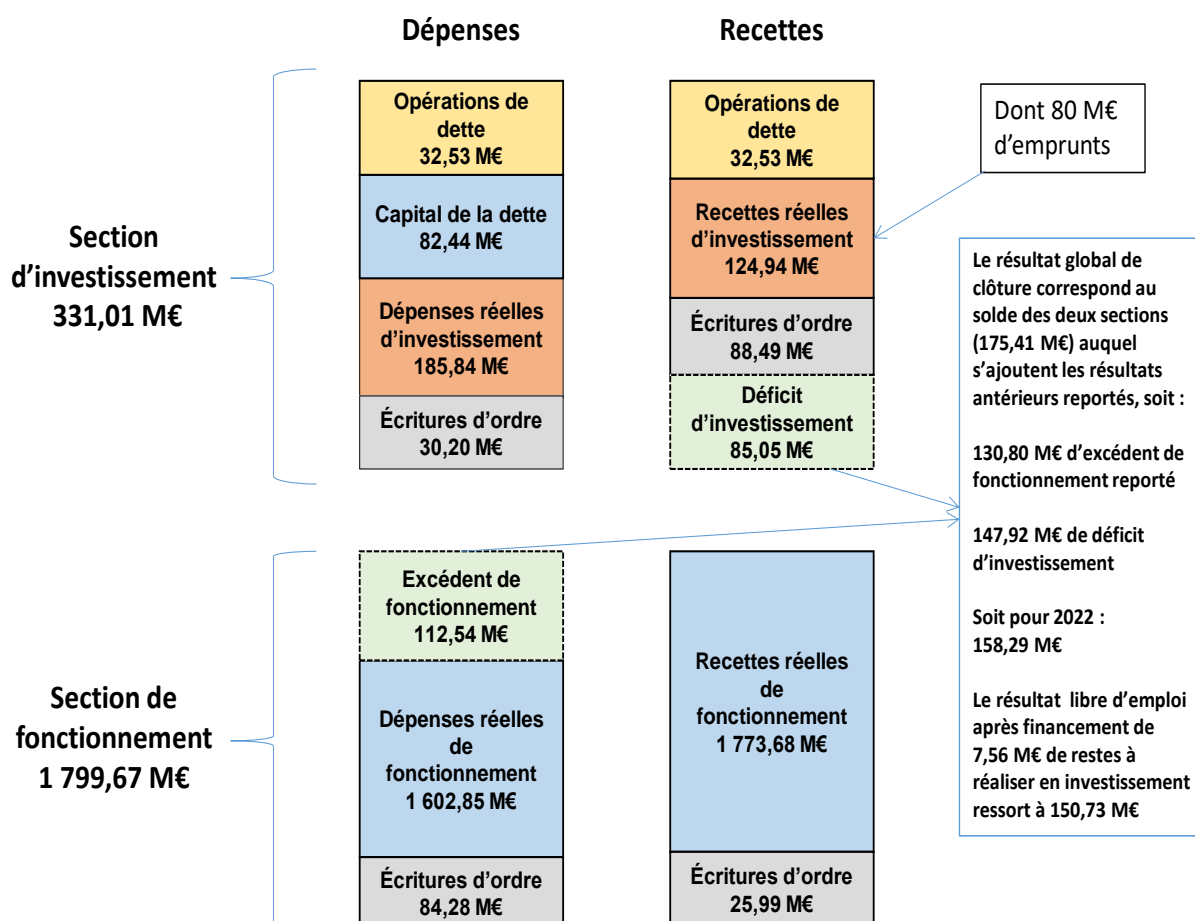 Dépenses
Recettes
Section
d’investissement
331,01 M€
Opérations de
dette
32,53 M€
Capital de la dette
82,44 M€
Dépenses réelles
d’investissement
185,84 M€
Écritures d’ordre
30,20 M€
Opérations de
dette
32,53 M€
Recettes réelles
d’investissement
124,94 M€
Écritures d’ordre
88,49 M€
Déficit
d’investissement
85,05 M€
Dont 80 M€
d’emprunts
Le résultat global de
clôture correspond au
solde des deux sections
(175,41 M€) auquel
s’ajoutent les résultats
antérieurs reportés, soit :
130,80 M€ d’excédent de
fonctionnement reporté
147,92 M€ de déficit
d’investissement
Soit pour 2022 :
158,29 M€
Le résultat libre d’emploi
après financement de
7,56 M€ de restes à
réaliser en investissement
ressort à 150,73 M€
Section de
fonctionnement
1 799,67 M€
Excédent de
fonctionnement
112,54 M€
Dépenses réelles
de
fonctionnement
1 602,85 M€
Écritures d’ordre
84,28 M€
Recettes réelles
de
fonctionnement
1 773,68 M€
Écritures d’ordre
25,99 M€